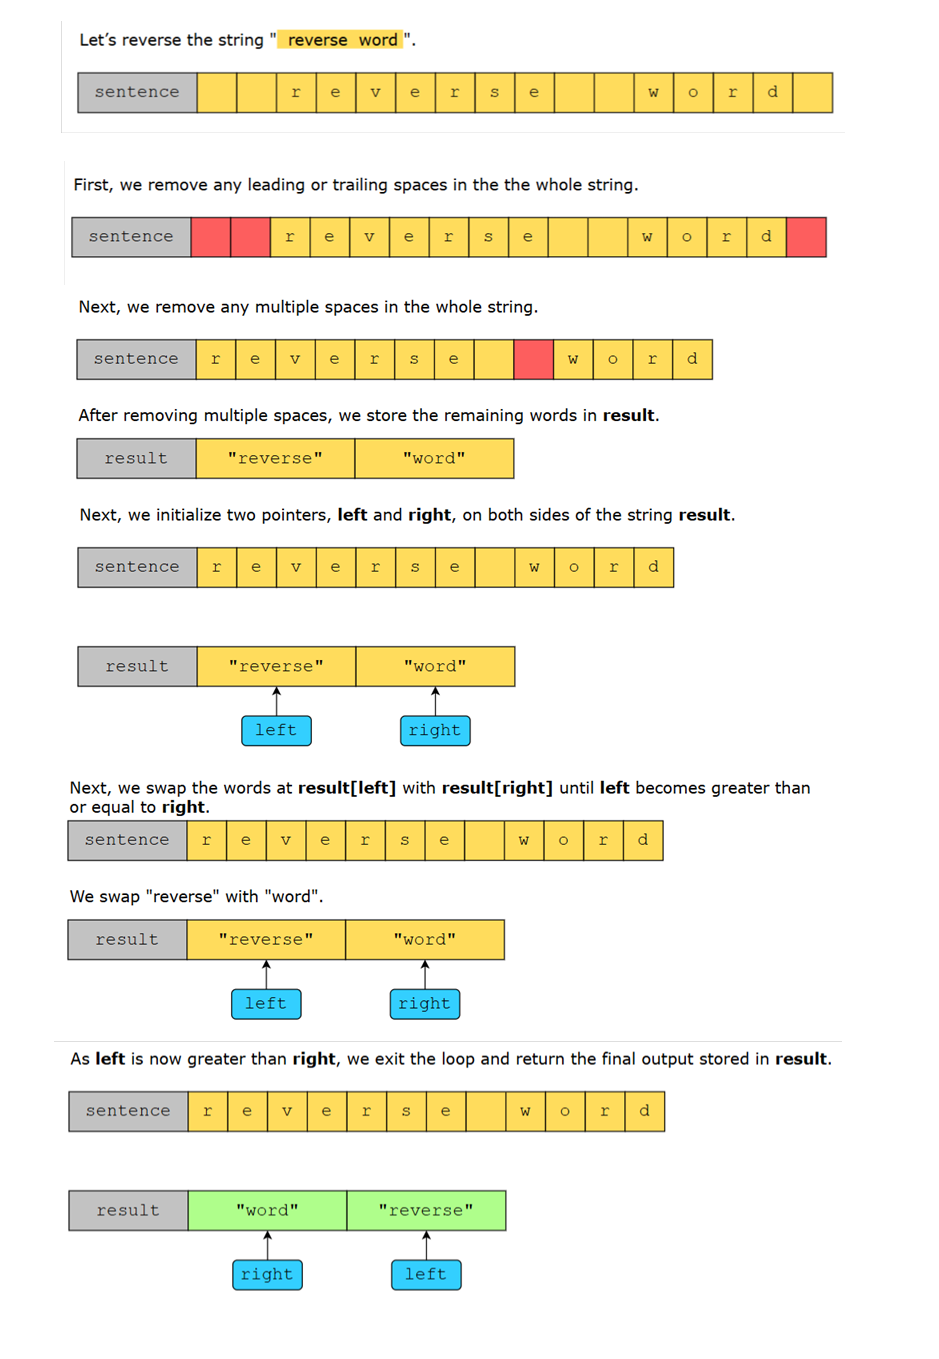 Let’s reverse the string "  reverse  word ".
sentence r e v e r s e w o r d
First, we remove any leading or trailing spaces in the the whole string.
sentence r e v e r s e w o r d
Next, we remove any multiple spaces in the whole string.
sentence r e v e r s e w o r d
After removing multiple spaces, we store the remaining words in result.
result "reverse" "word"
Next, we initialize two pointers, left and right, on both sides of the string result.
sentence r e v e r s e w o r d
result "reverse" "word"
left right
Next, we swap the words at result[left] with result[right] until left becomes greater than
or equal to right.
sentence r e v e r s e w o r d
We swap "reverse" with "word".
result "reverse" "word"
left right
As left is now greater than right, we exit the loop and return the final output stored in result.
sentence r e v e r s e w o r d
result "word" "reverse"
right left